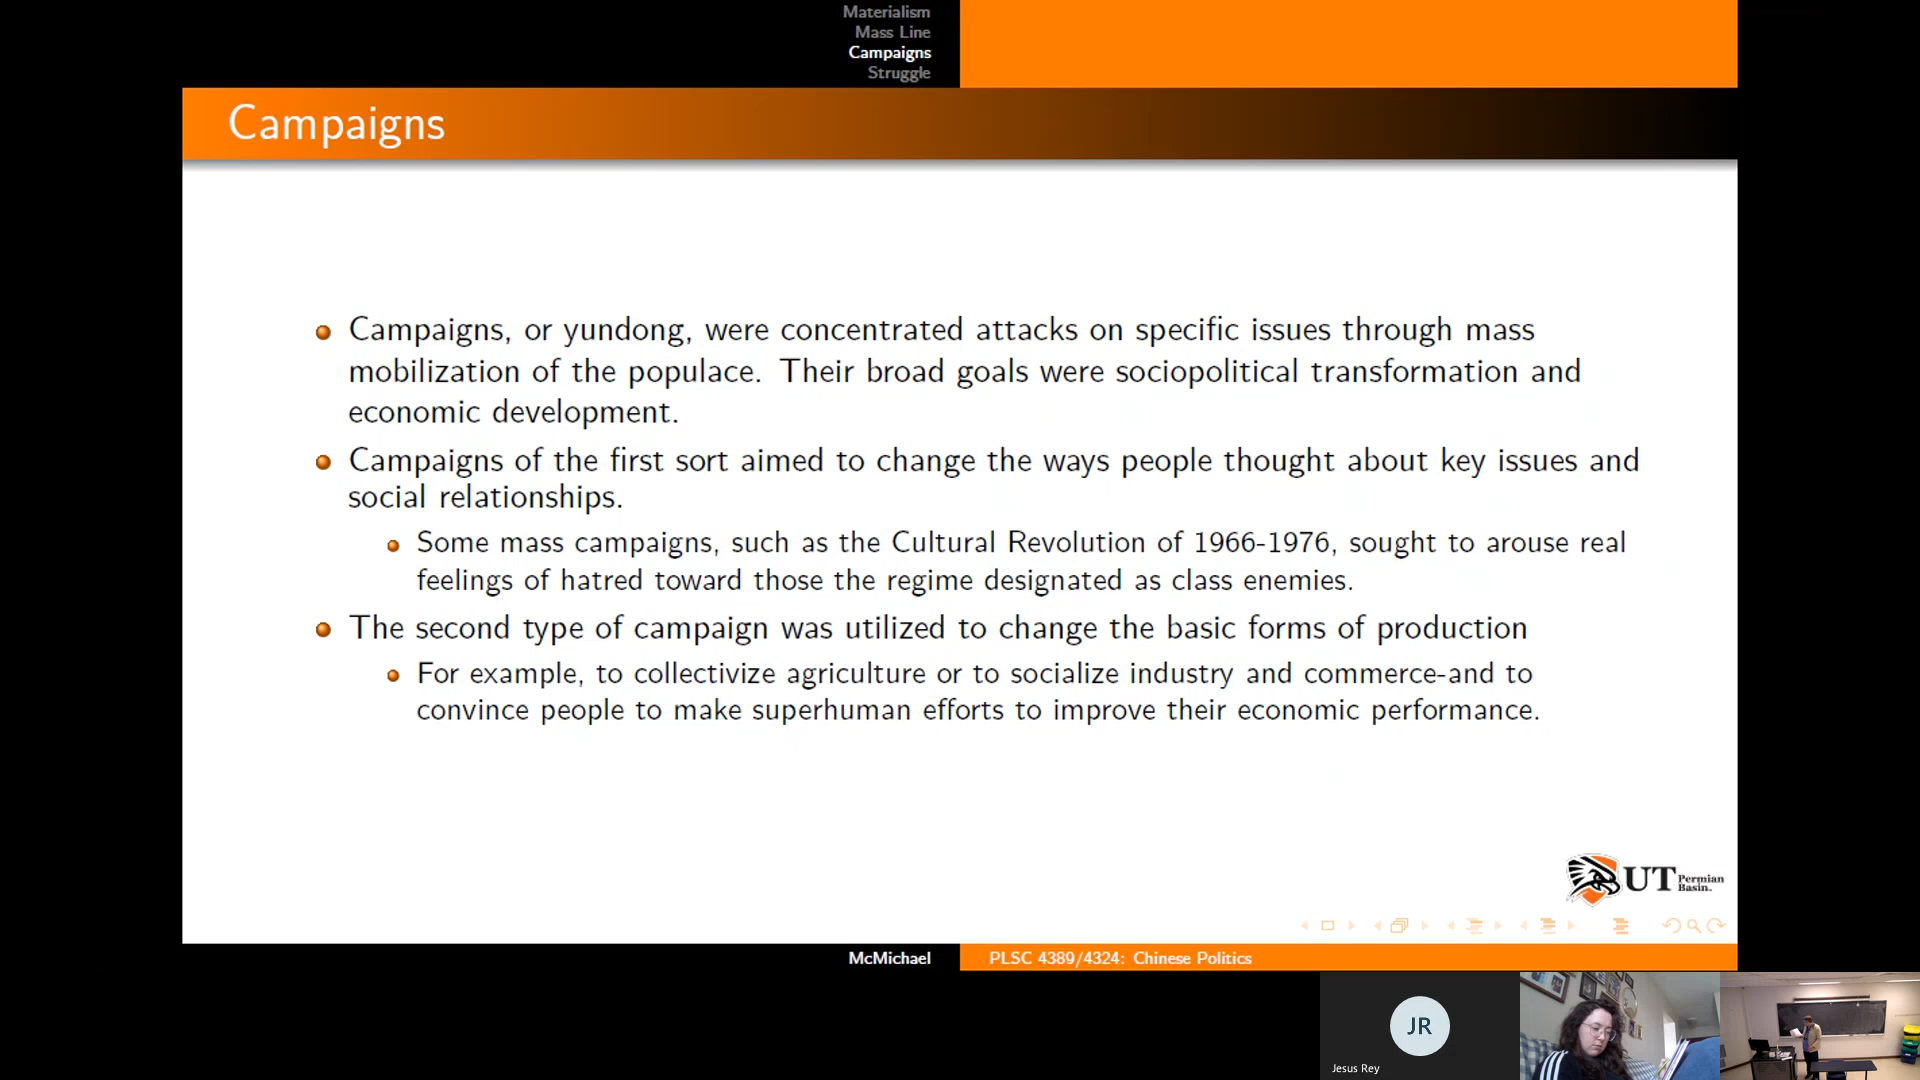 Materialism
Mass Line
Campaigns
Struggle
Campaigns
Campaigns, or yundong, were concentrated attacks on specific issues through mass
mobilization of the populace. Their broad goals were sociopolitical transformation and
economic development.
Campaigns of the first sort aimed to change the ways people thought about key issues and
social relationships.
Some mass campaigns, such as the Cultural Revolution of 1966-1976, sought to arouse real
feelings of hatred toward those the regime designated as class enemies.
The second type of campaign was utilized to change the basic forms of production
For example, to collectivize agriculture or to socialize industry and commerce-and to
convince people to make superhuman efforts to improve their economic performance.
UT Permian
Basin.
McMichael
PLSC 4389/4324: Chinese Politics
JR
Jesus Rey